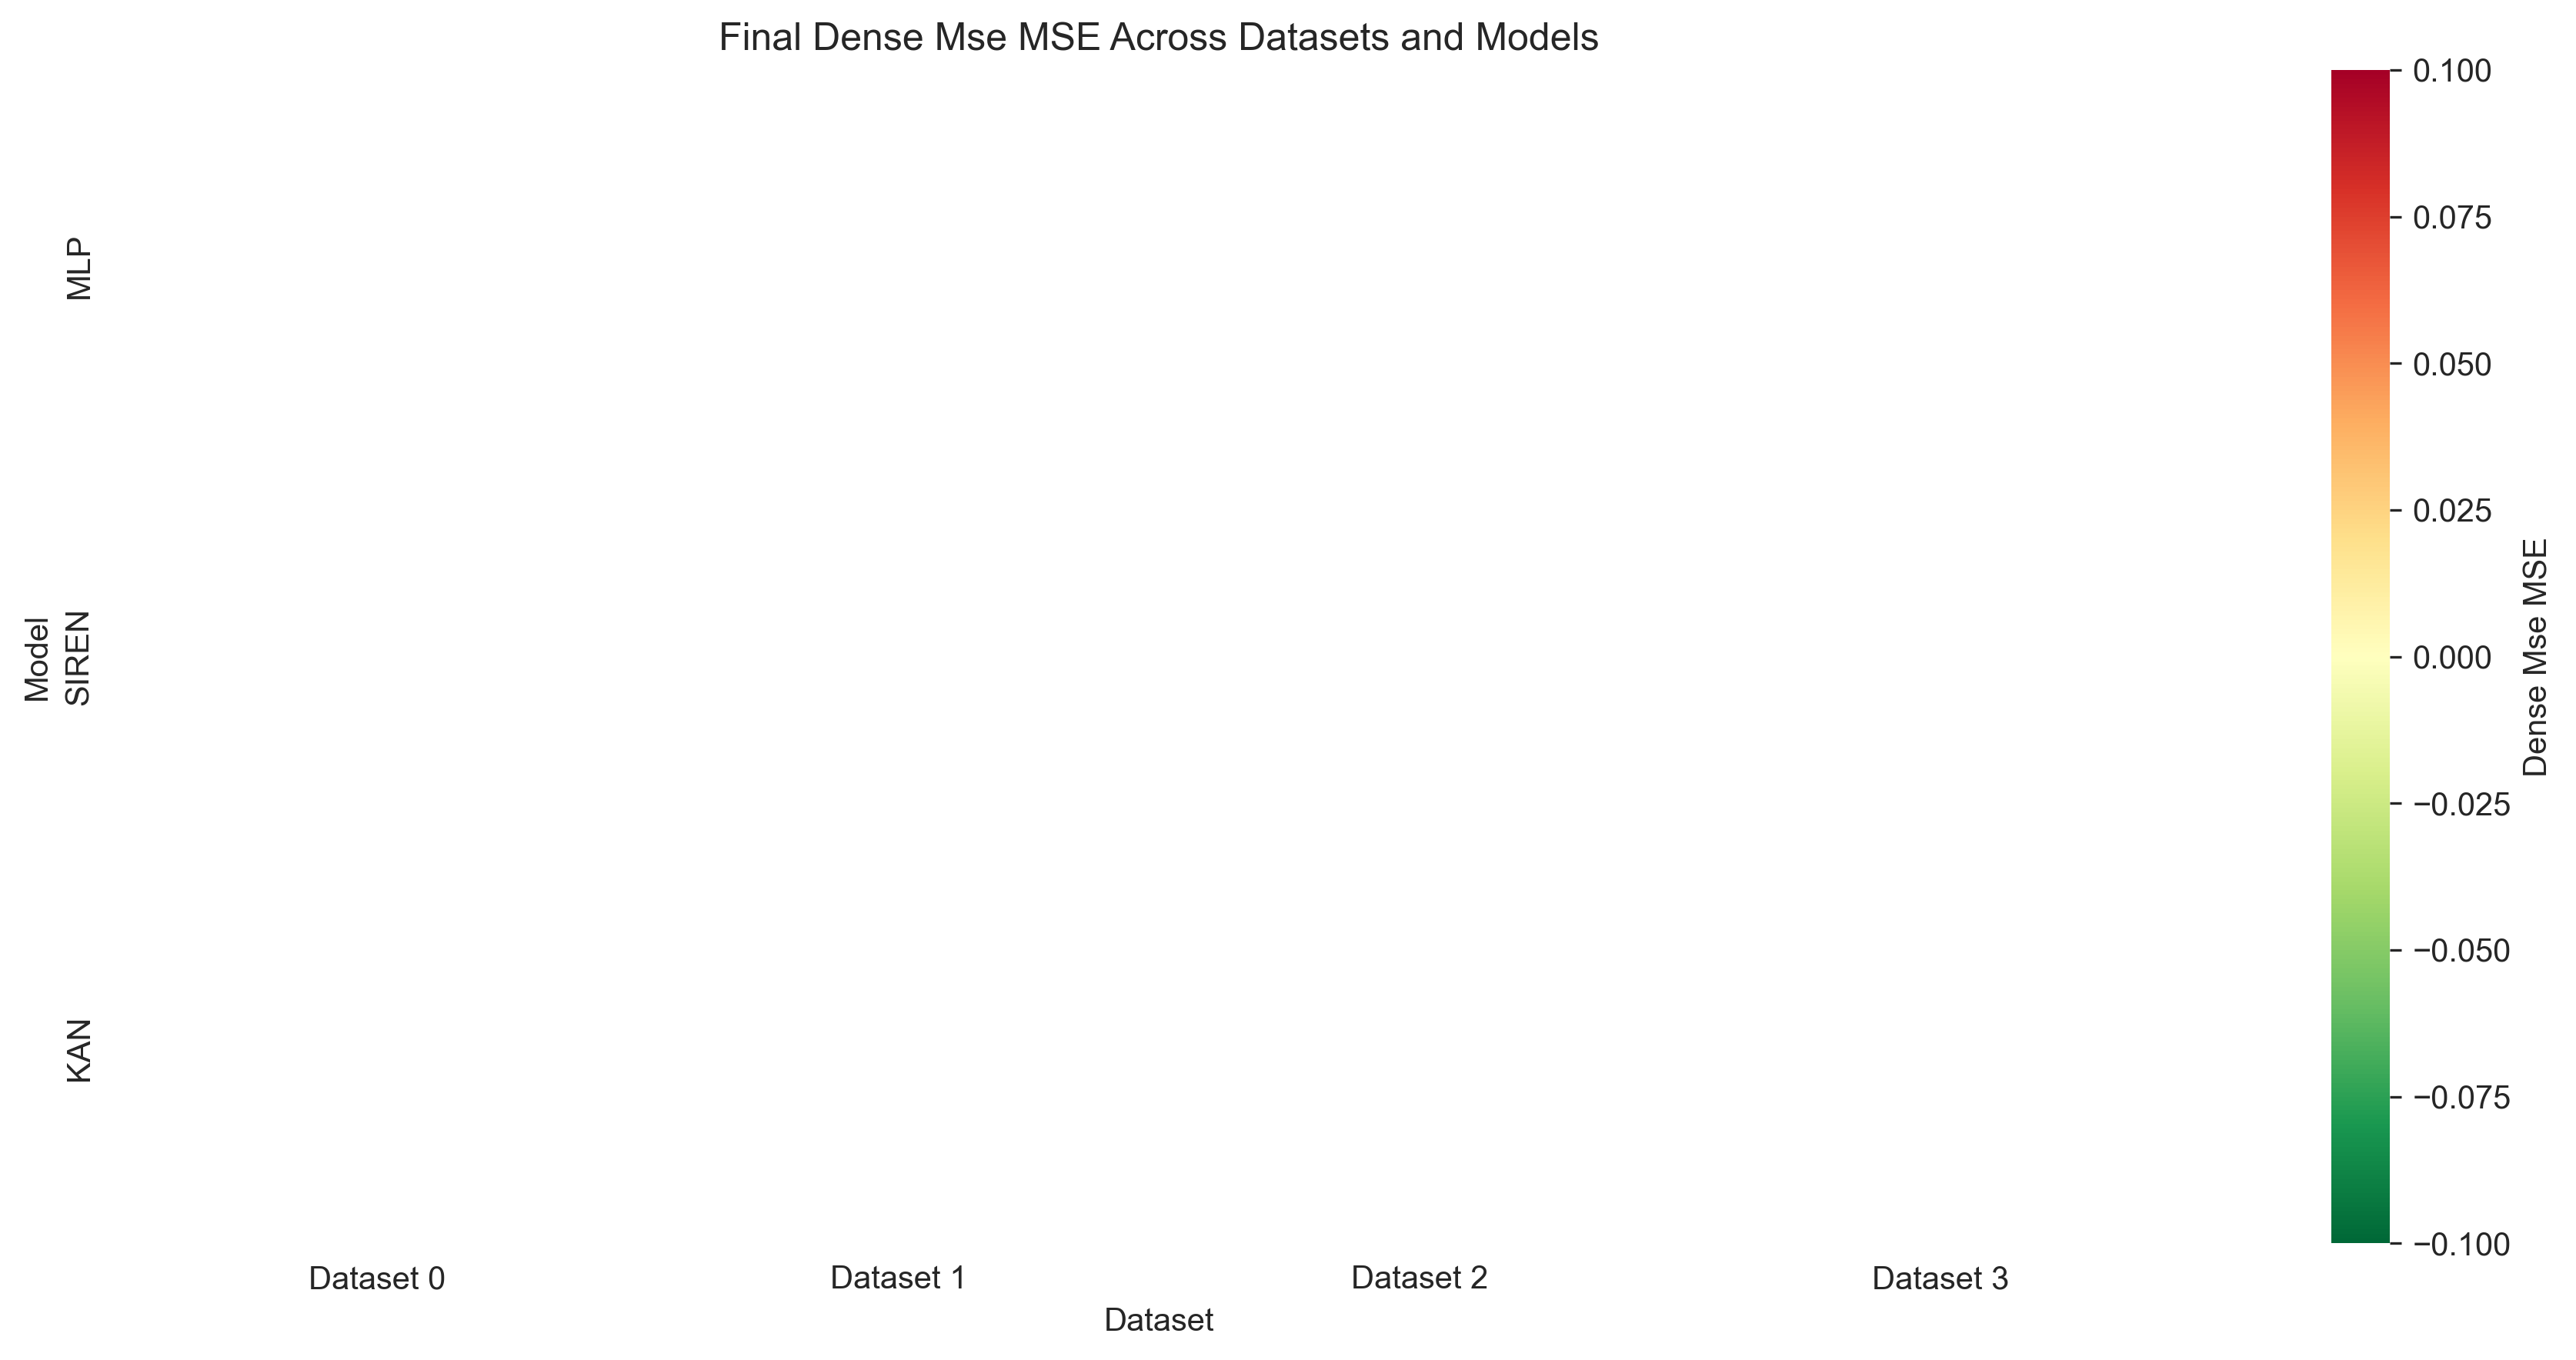 Final Dense Mse MSE Across Datasets and Models
MLP
SIREN
KAN
Model
Dataset 0
Dataset 1
Dataset 2
Dataset 3
Dataset
0.100
0.075
0.050
0.025
0.000
−0.025
−0.050
−0.075
−0.100
Dense Mse MSE